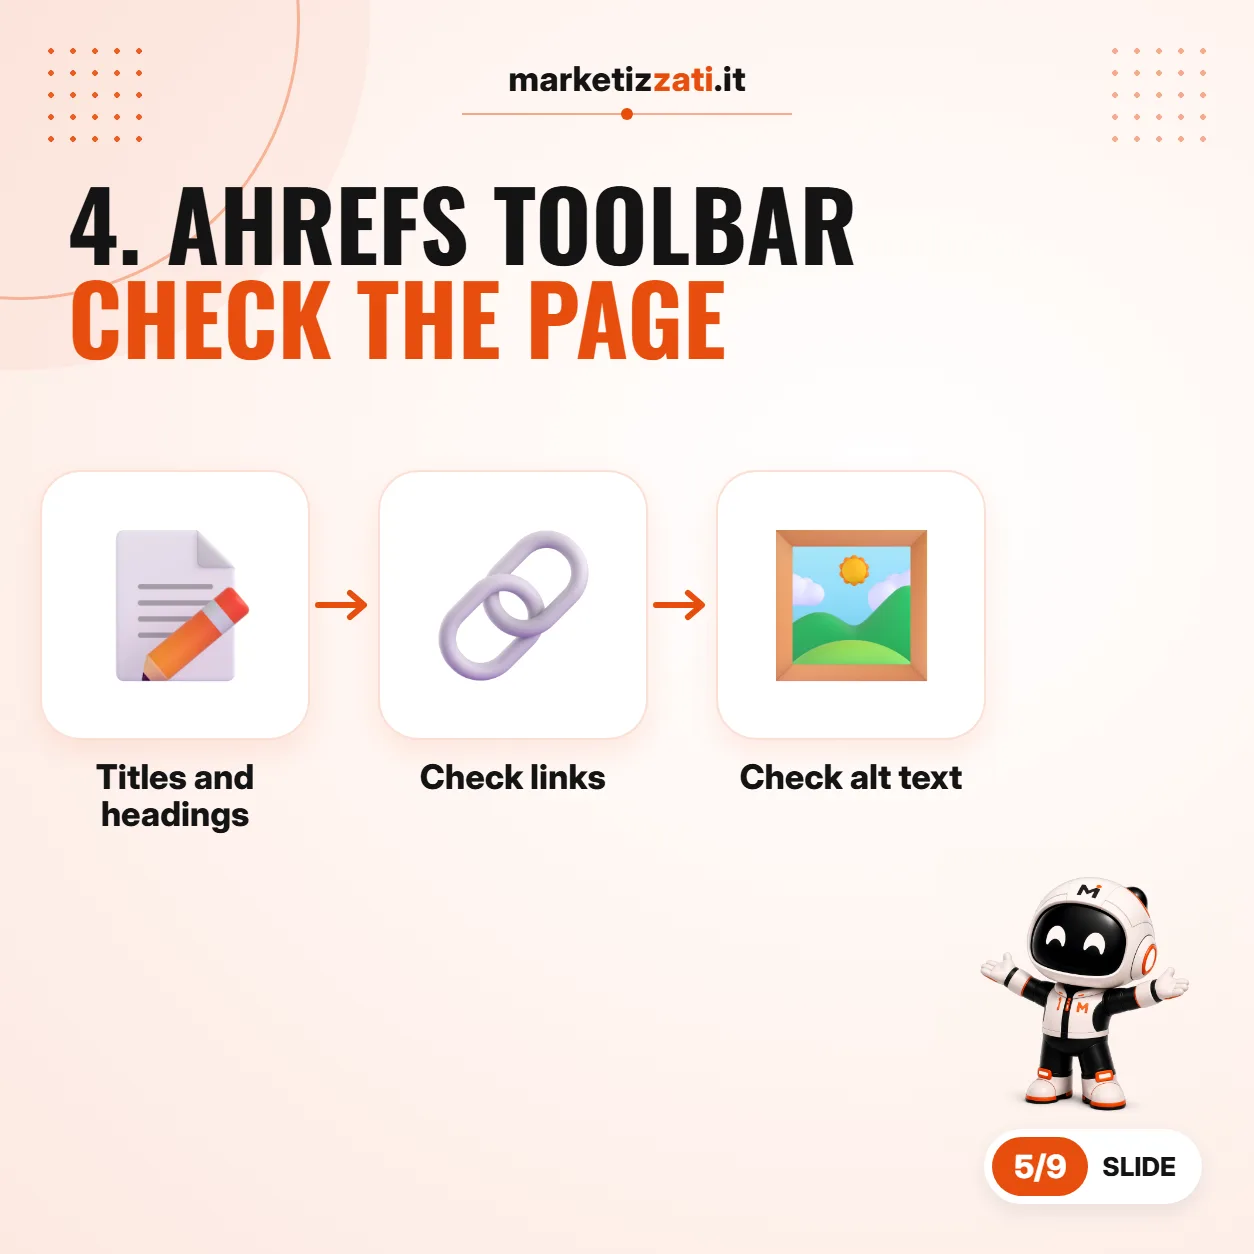 marketizzati.it
4. AHREFS TOOLBAR
CHECK THE PAGE
Titles and
headings
Check links
Check alt text
5/9 SLIDE